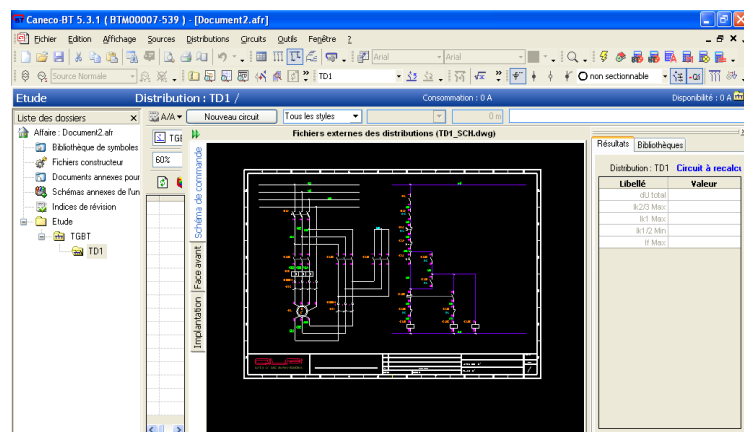 Caneco-BT 5.3.1 ( BTM00007-539 ) - [Document2.afr]
Fichier Edition Affichage Sources Distributions Circuits Outils Fenêtre ?
Arial Arial
Source Normale TD1 non sectionnable
Etude Distribution : TD1 / Consommation : 0 A Disponibilité : 0 A
Liste des dossiers x A/A Nouveau circuit Tous les styles 0 m
Affaire : Document2.afr
Bibliothèque de symboles
Fichiers constructeur
Documents annexes pour
Schémas annexes de l'un
Indices de révision
Etude
TGBT
TD1
60%
Fichiers externes des distributions (TD1_SCH.dwg)
Schéma de commande
Face avant
Implantation
Résultats Bibliothèques
Distribution : TD1 Circuit à recalcu
Libellé Valeur
dU total
Ik2/3 Max
Ik1 Max
Ik1/2 Min
If Max